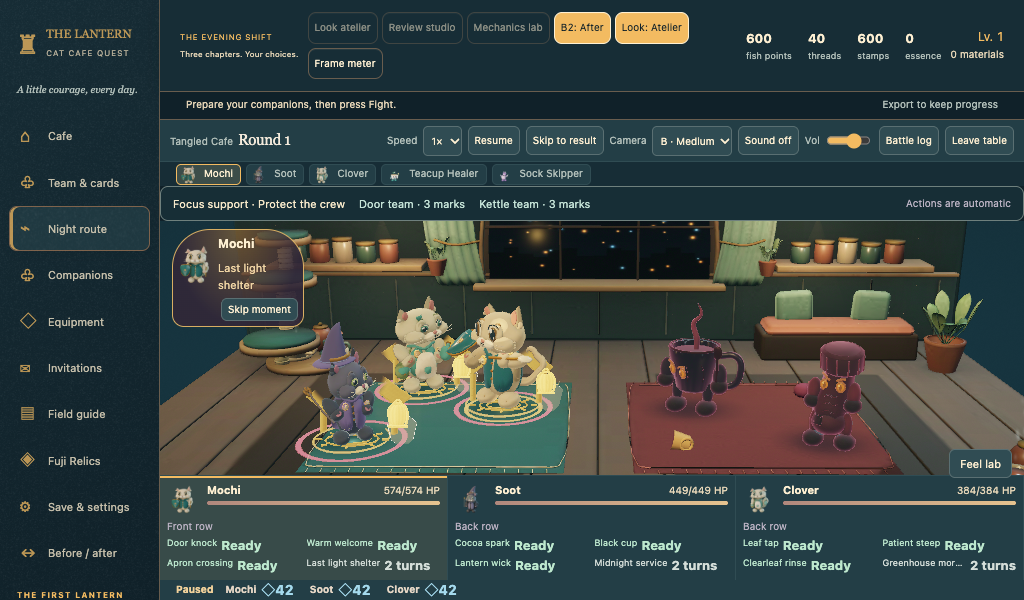 THE LANTERN
CAT CAFE QUEST
A little courage, every day.
Cafe
Team & cards
Night route
Companions
Equipment
Invitations
Field guide
Fuji Relics
Save & settings
Before / after
THE FIRST LANTERN
THE EVENING SHIFT
Three chapters. Your choices.
Look atelier
Review studio
Mechanics lab
B2: After
Look: Atelier
Frame meter
600
fish points
40
threads
600
stamps
0
essence
Lv. 1
0 materials
Prepare your companions, then press Fight.
Export to keep progress
Tangled Cafe Round 1
Speed 1x Resume Skip to result Camera B · Medium Sound off Vol Battle log Leave table
Mochi Soot Clover Teacup Healer Sock Skipper
Focus support · Protect the crew Door team · 3 marks Kettle team · 3 marks Actions are automatic
Mochi
Last light
shelter
Skip moment
Feel lab
Mochi 574/574 HP
Front row
Door knock Ready Warm welcome Ready
Apron crossing Ready Last light shelter 2 turns
Soot 449/449 HP
Back row
Cocoa spark Ready Black cup Ready
Lantern wick Ready Midnight service 2 turns
Clover 384/384 HP
Back row
Leaf tap Ready Patient steep Ready
Clearleaf rinse Ready Greenhouse mor... 2 turns
Paused Mochi 42 Soot 42 Clover 42